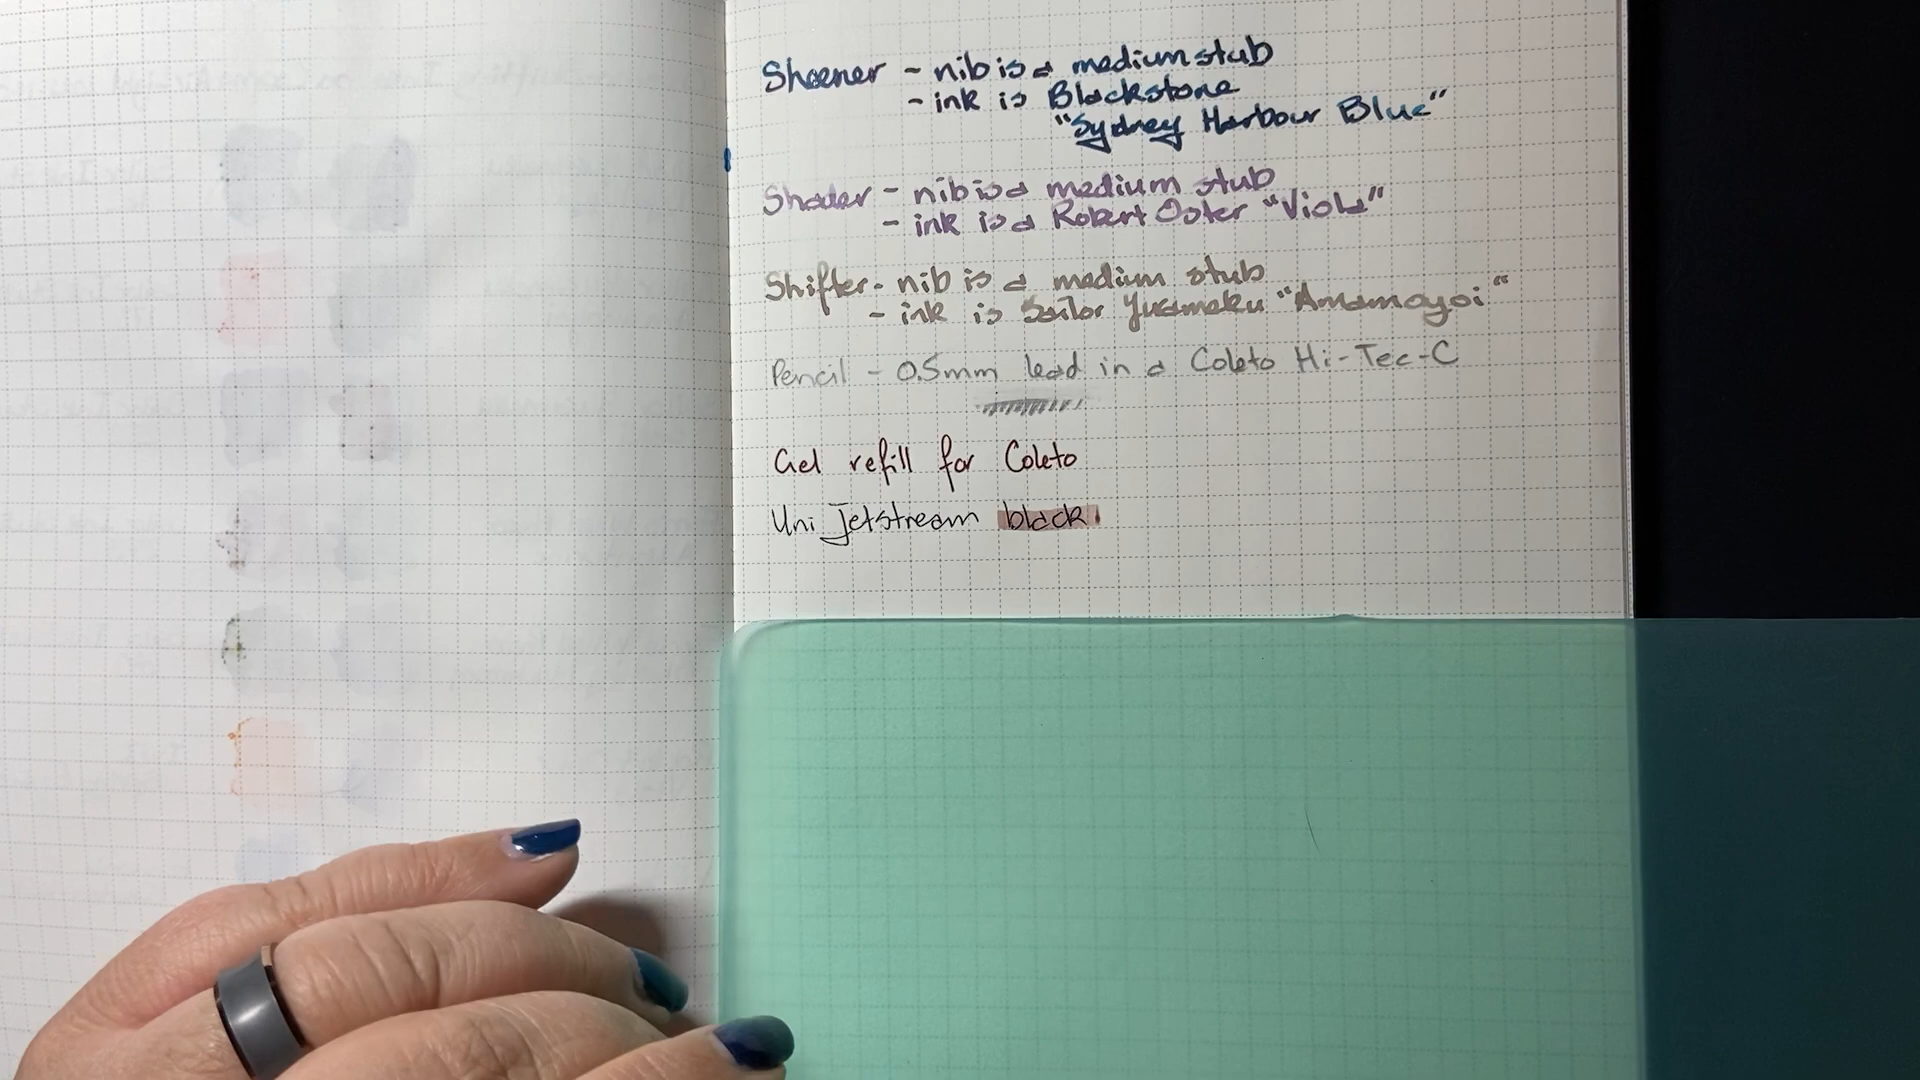 Sheener - nib is a medium stub
- ink is Blackstone
"Sydney Harbour Blue"
Shader - nib is a medium stub
- ink is a Robert Oster "Viola"
Shifter - nib is a medium stub
- ink is Sailor Yurameku "Amamoyoi"
Pencil - 0.5mm lead in a Coleto Hi-Tec-C
Gel refill for Coleto
Uni Jetstream black